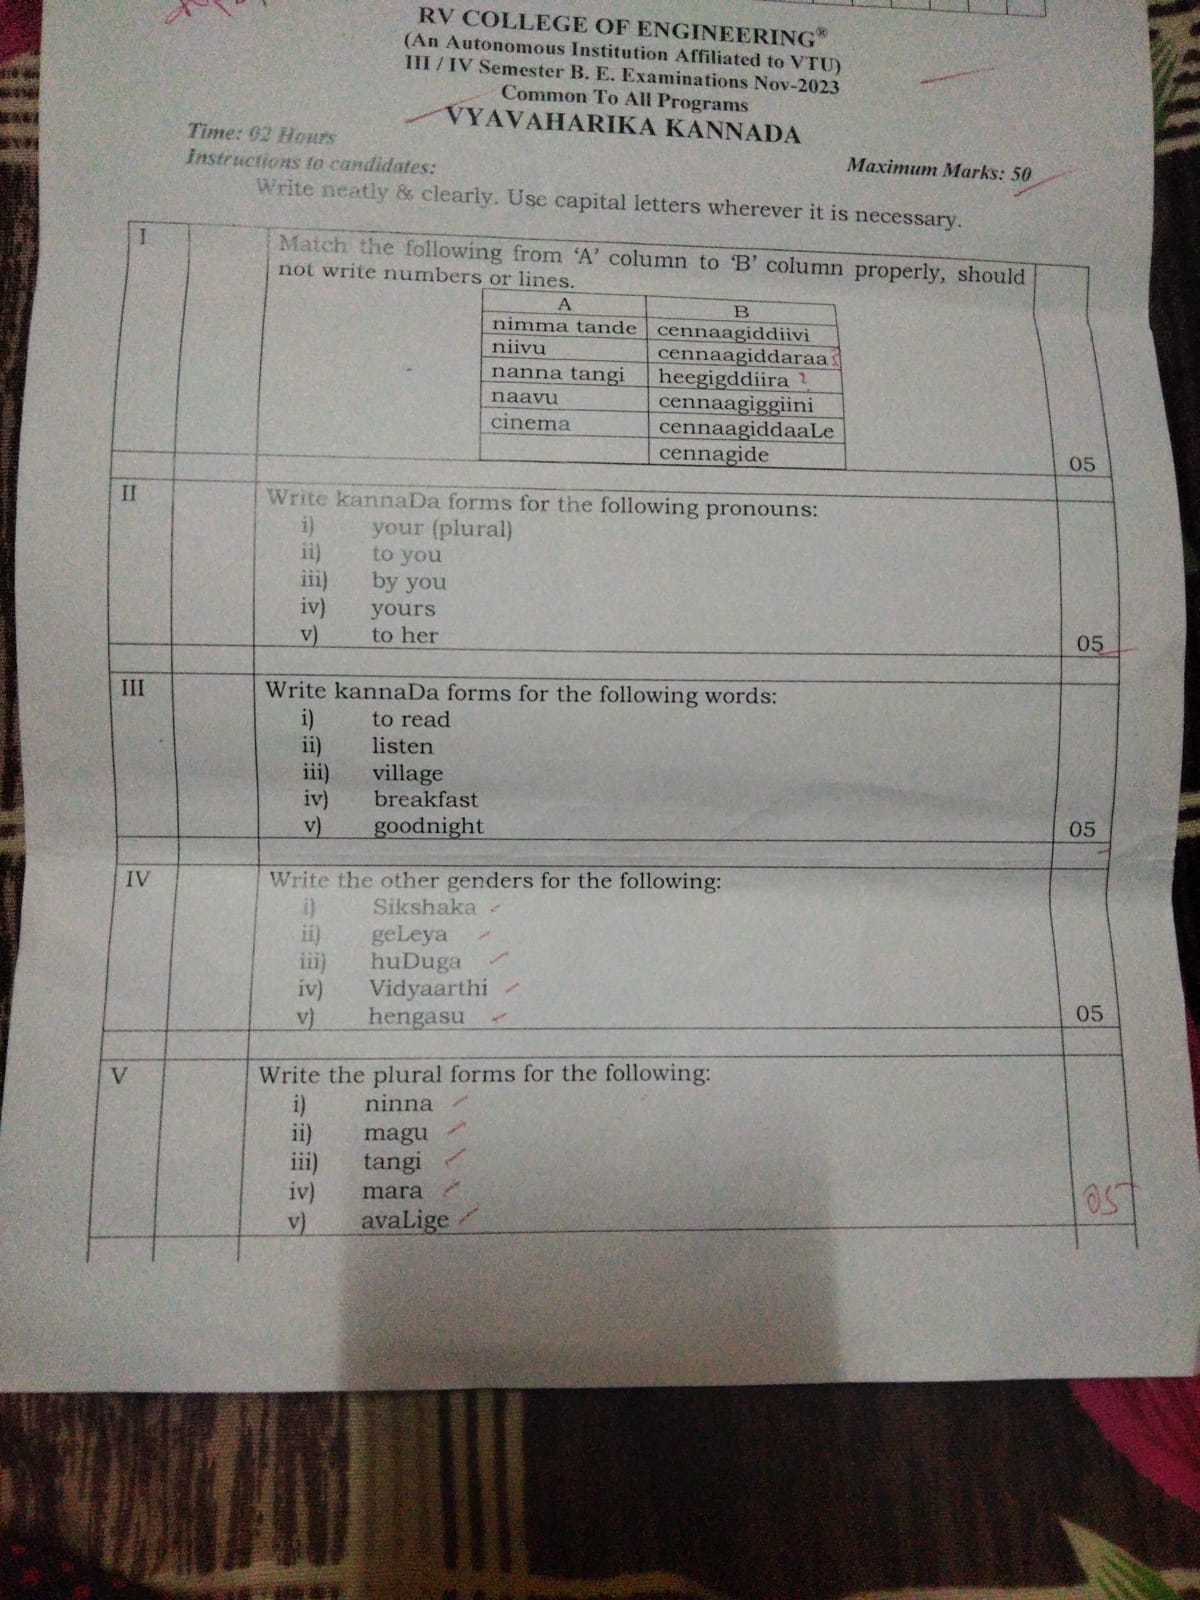 RV COLLEGE OF ENGINEERING®
(An Autonomous Institution Affiliated to VTU)
III / IV Semester B. E. Examinations Nov-2023
Common To All Programs
VYAVAHARIKA KANNADA
Time: 02 Hours
Maximum Marks: 50
Instructions to candidates:
Write neatly & clearly. Use capital letters wherever it is necessary.
I Match the following from ‘A’ column to ‘B’ column properly, should
not write numbers or lines.
A B
nimma tande cennaagiddiivi
niivu cennaagiddaraa?
nanna tangi heegigddiira ?
naavu cennaagiggiini
cinema cennaagiddaaLe
cennagide 05
II Write kannaDa forms for the following pronouns:
i) your (plural)
ii) to you
iii) by you
iv) yours
v) to her 05
III Write kannaDa forms for the following words:
i) to read
ii) listen
iii) village
iv) breakfast
v) goodnight 05
IV Write the other genders for the following:
i) Sikshaka
ii) geLeya
iii) huDuga
iv) Vidyaarthi
v) hengasu 05
V Write the plural forms for the following:
i) ninna
ii) magu
iii) tangi
iv) mara
v) avaLige 05